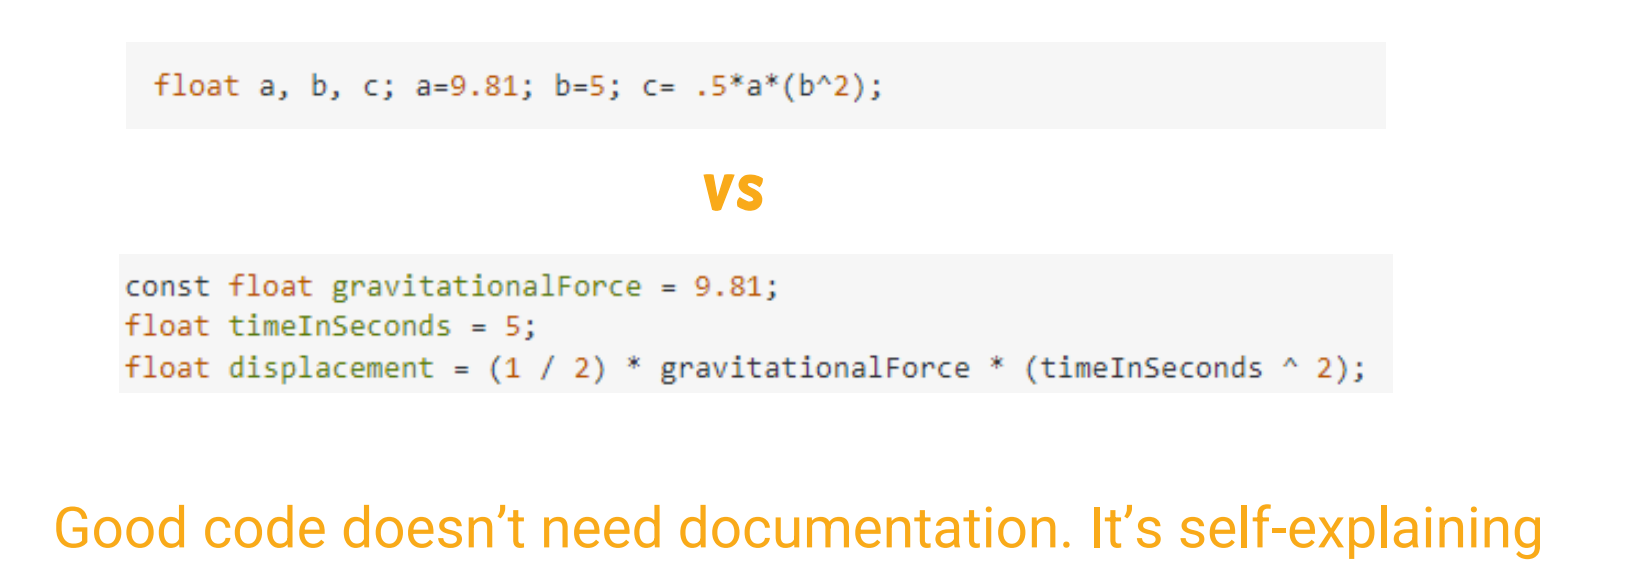 float a, b, c; a=9.81; b=5; c= .5*a*(b^2);
vs
const float gravitationalForce = 9.81;
float timeInSeconds = 5;
float displacement = (1 / 2) * gravitationalForce * (timeInSeconds ^ 2);
Good code doesn’t need documentation. It’s self-explaining